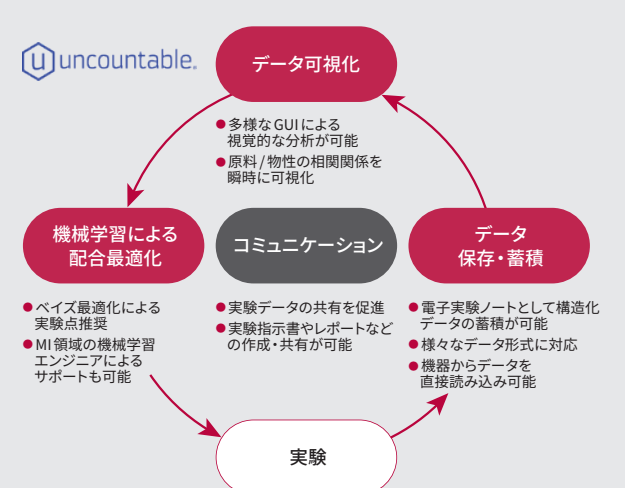 uncountable.
データ可視化
●多様なGUIによる
視覚的な分析が可能
●原料/物性の相関関係を
瞬時に可視化
機械学習による
配合最適化
●ベイズ最適化による
実験点推奨
●MI領域の機械学習
エンジニアによる
サポートも可能
コミュニケーション
●実験データの共有を促進
●実験指示書やレポートなど
の作成・共有が可能
データ
保存・蓄積
●電子実験ノートとして構造化
データの蓄積が可能
●様々なデータ形式に対応
●機器からデータを
直接読み込み可能
実験